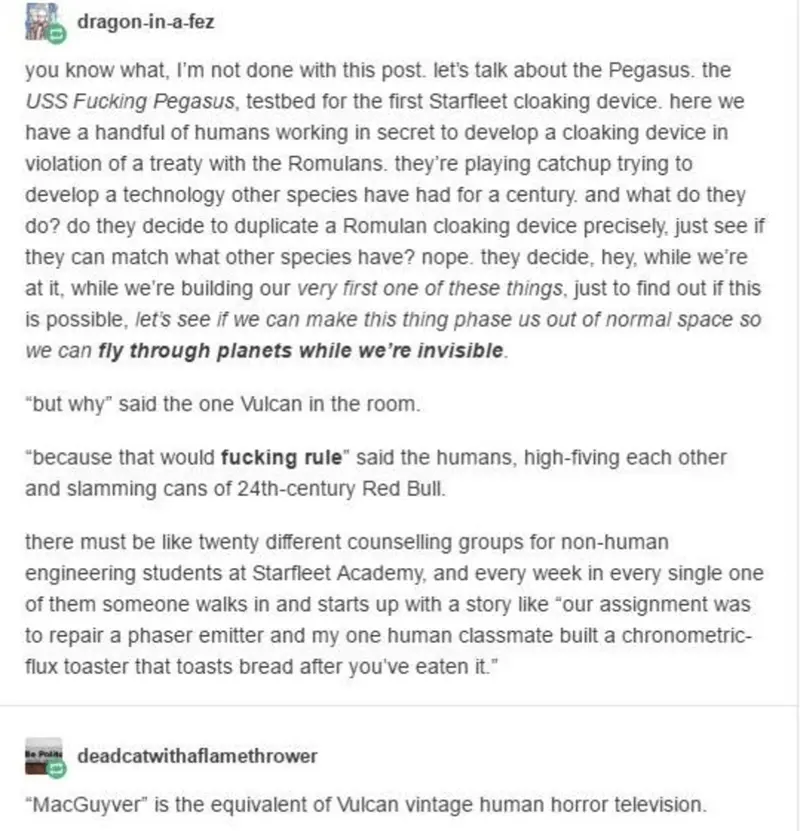 dragon-in-a-fez
you know what, I'm not done with this post. let's talk about the Pegasus. the
USS Fucking Pegasus, testbed for the first Starfleet cloaking device. here we
have a handful of humans working in secret to develop a cloaking device in
violation of a treaty with the Romulans. they're playing catchup trying to
develop a technology other species have had for a century. and what do they
do? do they decide to duplicate a Romulan cloaking device precisely, just see if
they can match what other species have? nope. they decide, hey, while we're
at it, while we're building our very first one of these things, just to find out if this
is possible, let's see if we can make this thing phase us out of normal space so
we can fly through planets while we're invisible.
"but why" said the one Vulcan in the room.
"because that would fucking rule" said the humans, high-fiving each other
and slamming cans of 24th-century Red Bull.
there must be like twenty different counselling groups for non-human
engineering students at Starfleet Academy, and every week in every single one
of them someone walks in and starts up with a story like "our assignment was
to repair a phaser emitter and my one human classmate built a chronometric-
flux toaster that toasts bread after you've eaten it."
deadcatwithaflamethrower
"MacGuyver" is the equivalent of Vulcan vintage human horror television.